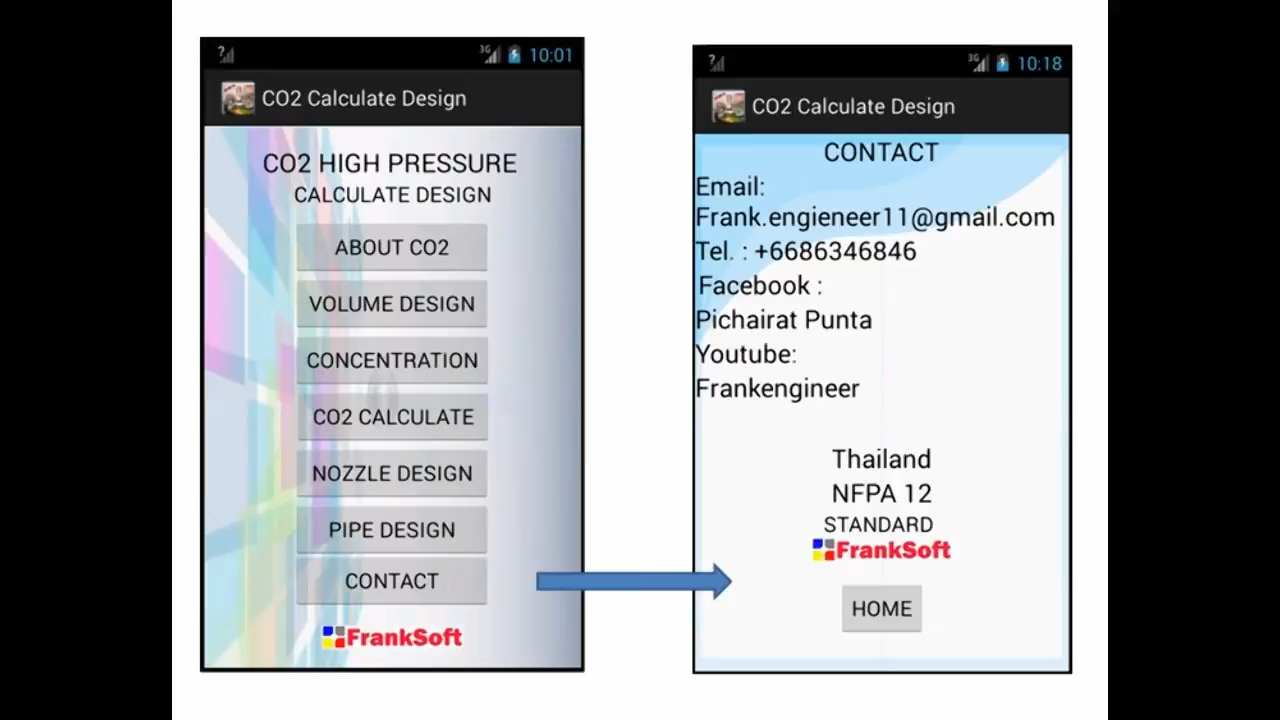 10:01
CO2 Calculate Design
CO2 HIGH PRESSURE
CALCULATE DESIGN
ABOUT CO2
VOLUME DESIGN
CONCENTRATION
CO2 CALCULATE
NOZZLE DESIGN
PIPE DESIGN
CONTACT
FrankSoft
3G
10:18
CO2 Calculate Design
CONTACT
Email:
Frank.engieneer11@gmail.com
Tel. : +6686346846
Facebook :
Pichairat Punta
Youtube:
Frankengineer
Thailand
NFPA 12
STANDARD
FrankSoft
HOME